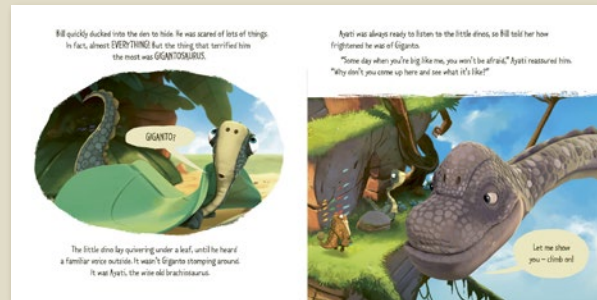 Bill quickly ducked into the den to hide. He was scared of lots of things.
In fact, almost EVERYTHING! But the thing that terrified him
the most was GIGANTOSAURUS.
GIGANTO!
The little dino lay quivering under a leaf, until he heard
a familiar voice outside. It wasn't Giganto stomping around.
It was Ayati, the wise old brachiosaurus.
Ayati was always ready to listen to the little dinos, so Bill told her how
frightened he was of Giganto.
"Some day when you're big like me, you won't be afraid," Ayati reassured him.
"Why don't you come up here and see what it's like?"
Let me show
you – climb on!